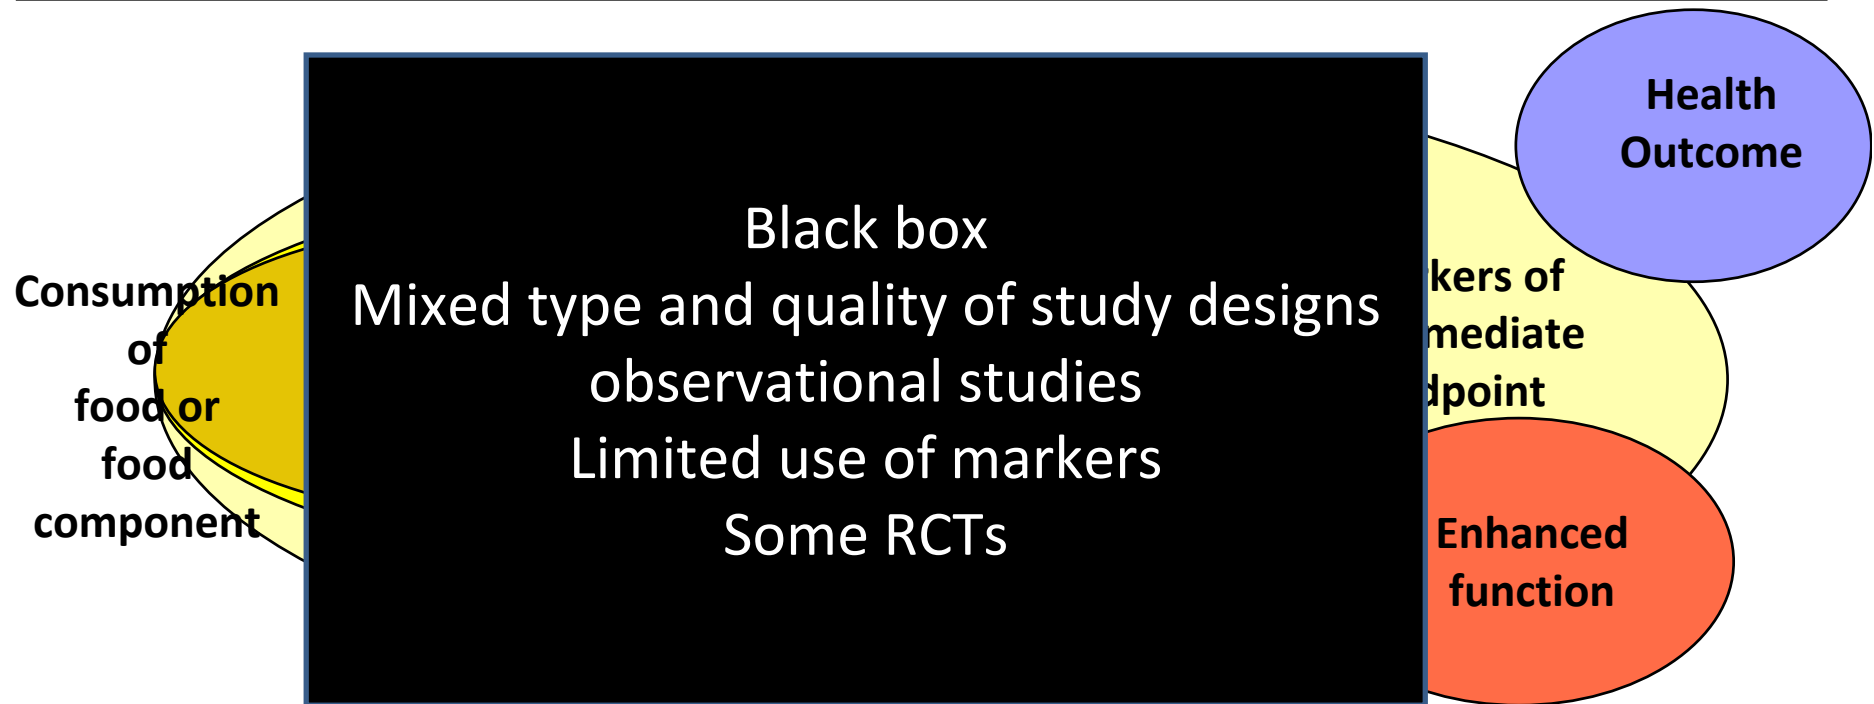 Health
Outcome
Consumption
of
food or
food
component
Black box
Mixed type and quality of study designs
observational studies
Limited use of markers
Some RCTs
kers of
mediate
dpoint
Enhanced
function